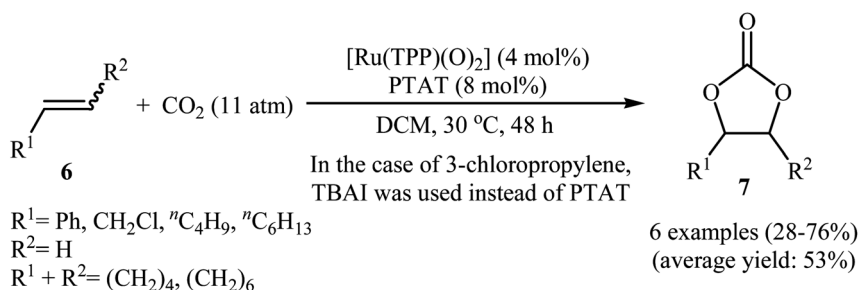 R²
R¹
6
+ CO₂ (11 atm)
[Ru(TPP)(O)₂] (4 mol%)
PTAT (8 mol%)
DCM, 30 °C, 48 h
In the case of 3-chloropropylene,
TBAI was used instead of PTAT
O
O
O
R¹
R²
7
R¹= Ph, CH₂Cl, ⁿC₄H₉, ⁿC₆H₁₃
R²= H
R¹ + R²= (CH₂)₄, (CH₂)₆
6 examples (28-76%)
(average yield: 53%)